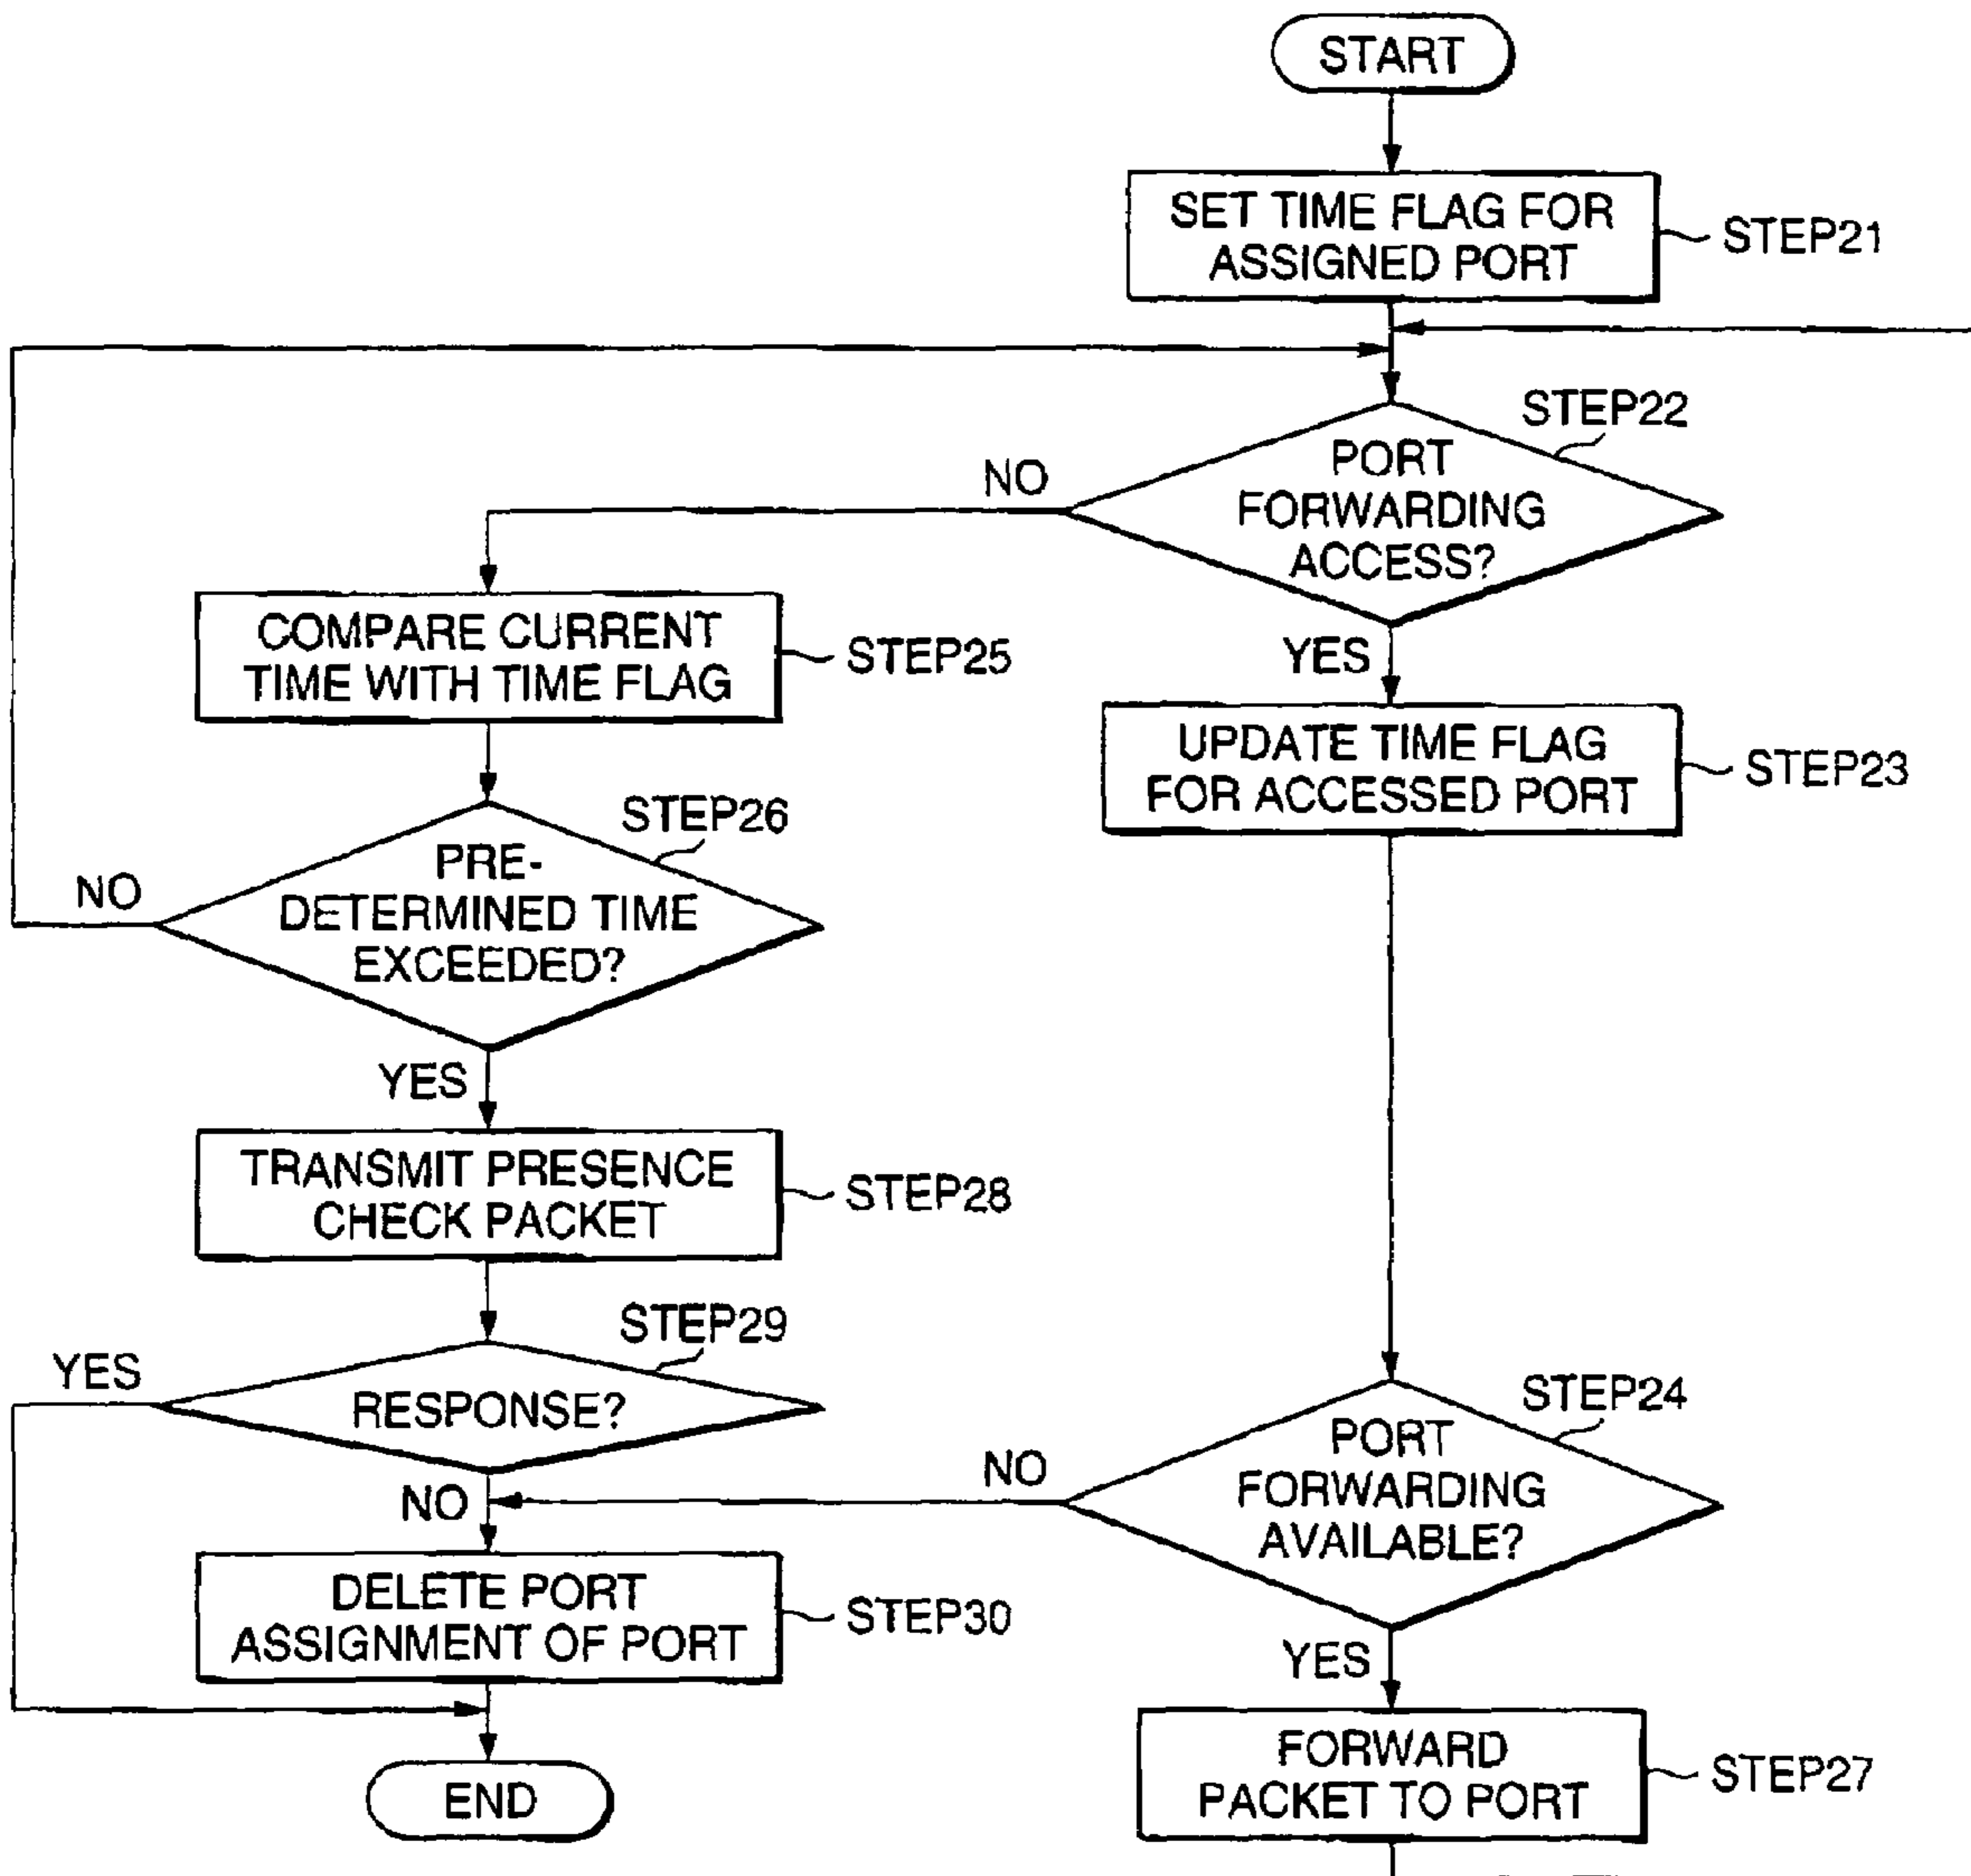 START
SET TIME FLAG FOR
ASSIGNED PORT
STEP21
STEP22
PORT
FORWARDING
ACCESS?
NO
YES
COMPARE CURRENT
TIME WITH TIME FLAG
STEP25
UPDATE TIME FLAG
FOR ACCESSED PORT
STEP23
STEP26
PRE-
DETERMINED TIME
EXCEEDED?
NO
YES
TRANSMIT PRESENCE
CHECK PACKET
STEP28
STEP29
RESPONSE?
YES
NO
STEP24
PORT
FORWARDING
AVAILABLE?
NO
YES
DELETE PORT
ASSIGNMENT OF PORT
STEP30
FORWARD
PACKET TO PORT
STEP27
END